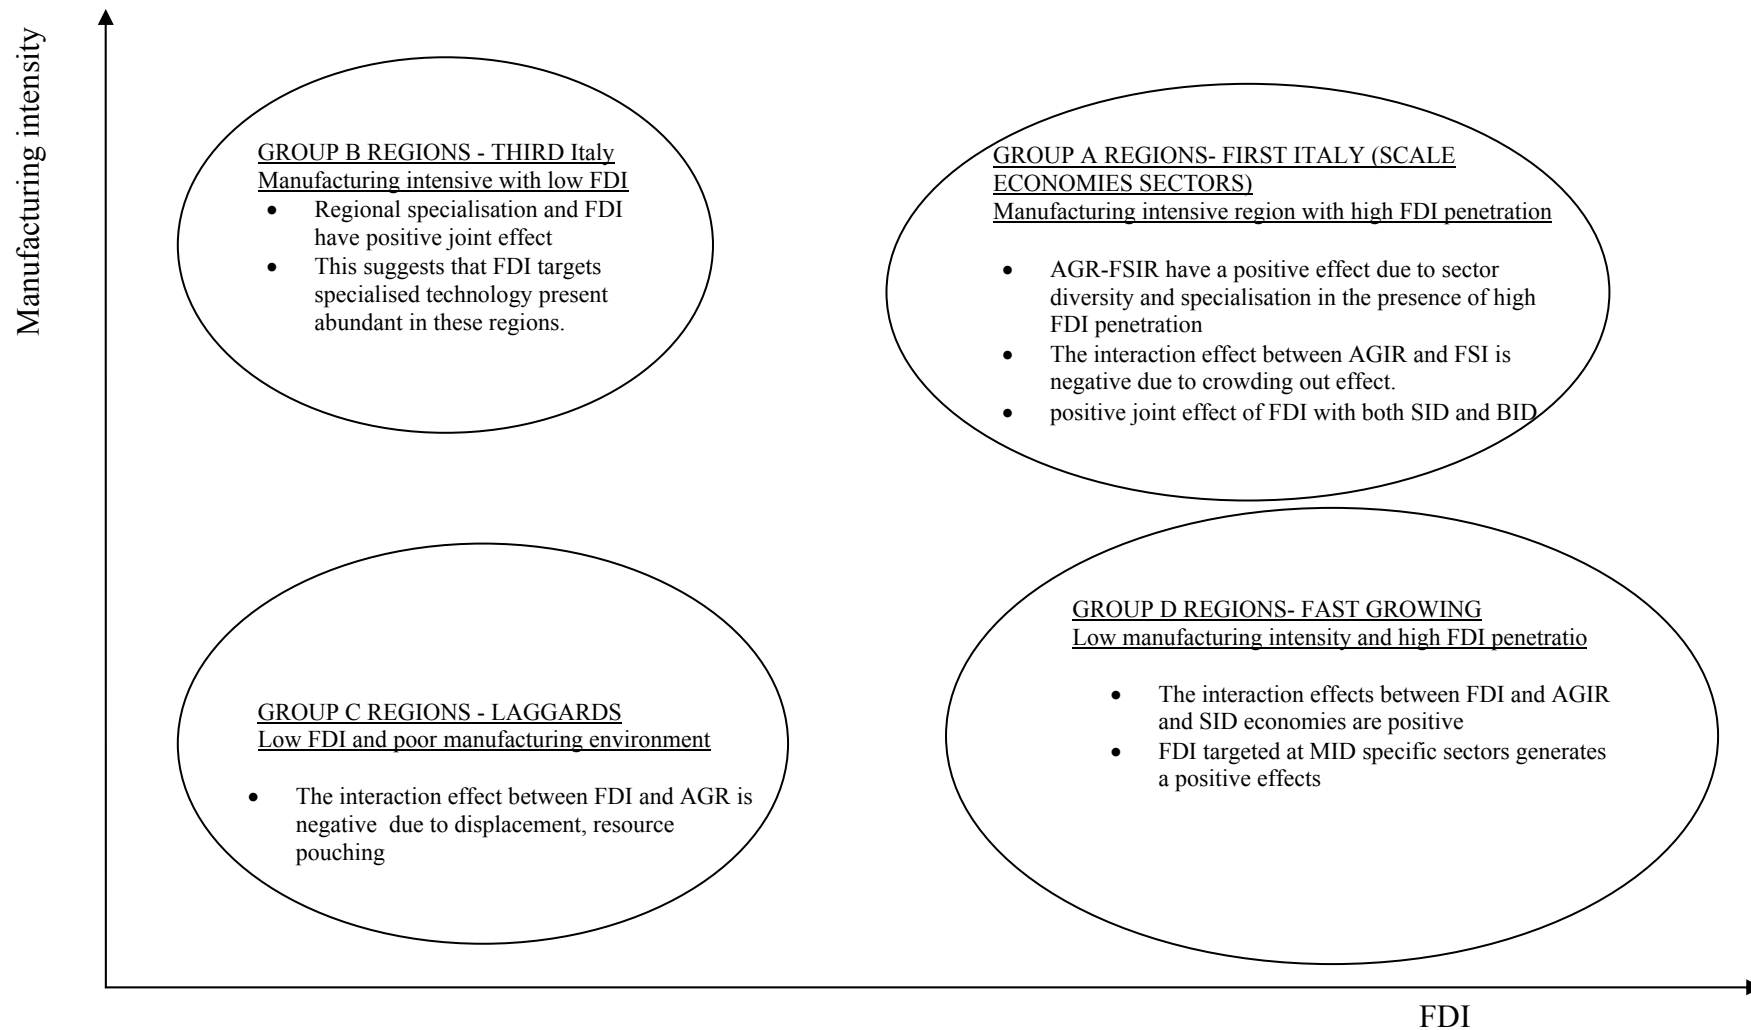 Manufacturing intensity
GROUP B REGIONS - THIRD Italy
Manufacturing intensive with low FDI
• Regional specialisation and FDI
have positive joint effect
• This suggests that FDI targets
specialised technology present
abundant in these regions.
GROUP A REGIONS- FIRST ITALY (SCALE
ECONOMIES SECTORS)
Manufacturing intensive region with high FDI penetration
• AGR-FSIR have a positive effect due to sector
diversity and specialisation in the presence of high
FDI penetration
• The interaction effect between AGIR and FSI is
negative due to crowding out effect.
• positive joint effect of FDI with both SID and BID
GROUP C REGIONS - LAGGARDS
Low FDI and poor manufacturing environment
• The interaction effect between FDI and AGR is
negative due to displacement, resource
pouching
GROUP D REGIONS- FAST GROWING
Low manufacturing intensity and high FDI penetratio
• The interaction effects between FDI and AGIR
and SID economies are positive
• FDI targeted at MID specific sectors generates
a positive effects
FDI